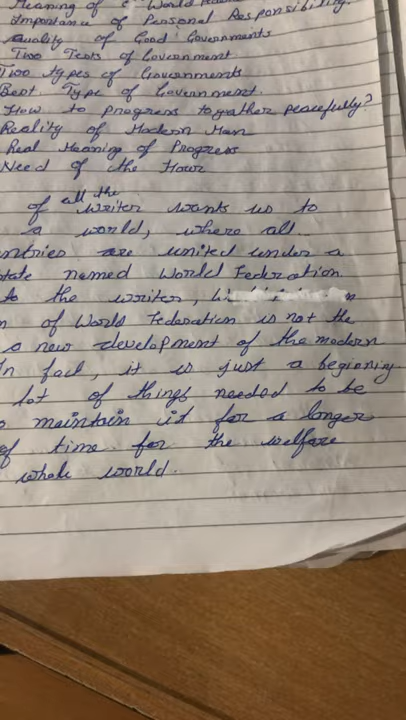 Meaning of a World
Importance of Personal Responsibility.
Quality of Good Governments
Two Tests of Government
Two types of Governments
Best Type of Government.
How to progress togather peacefully?
Reality of Modern Man
Real Meaning of Progress
Need of the Hour
all the
of writer wants us to
a world, where all
ntries are united under a
tate named World Federation.
to the writer,
n of World Federation is not the
a new development of the modern
In fact, it is just a beginning
lot of things needed to be
maintain it for a longer
of time for the welfare
whole world.